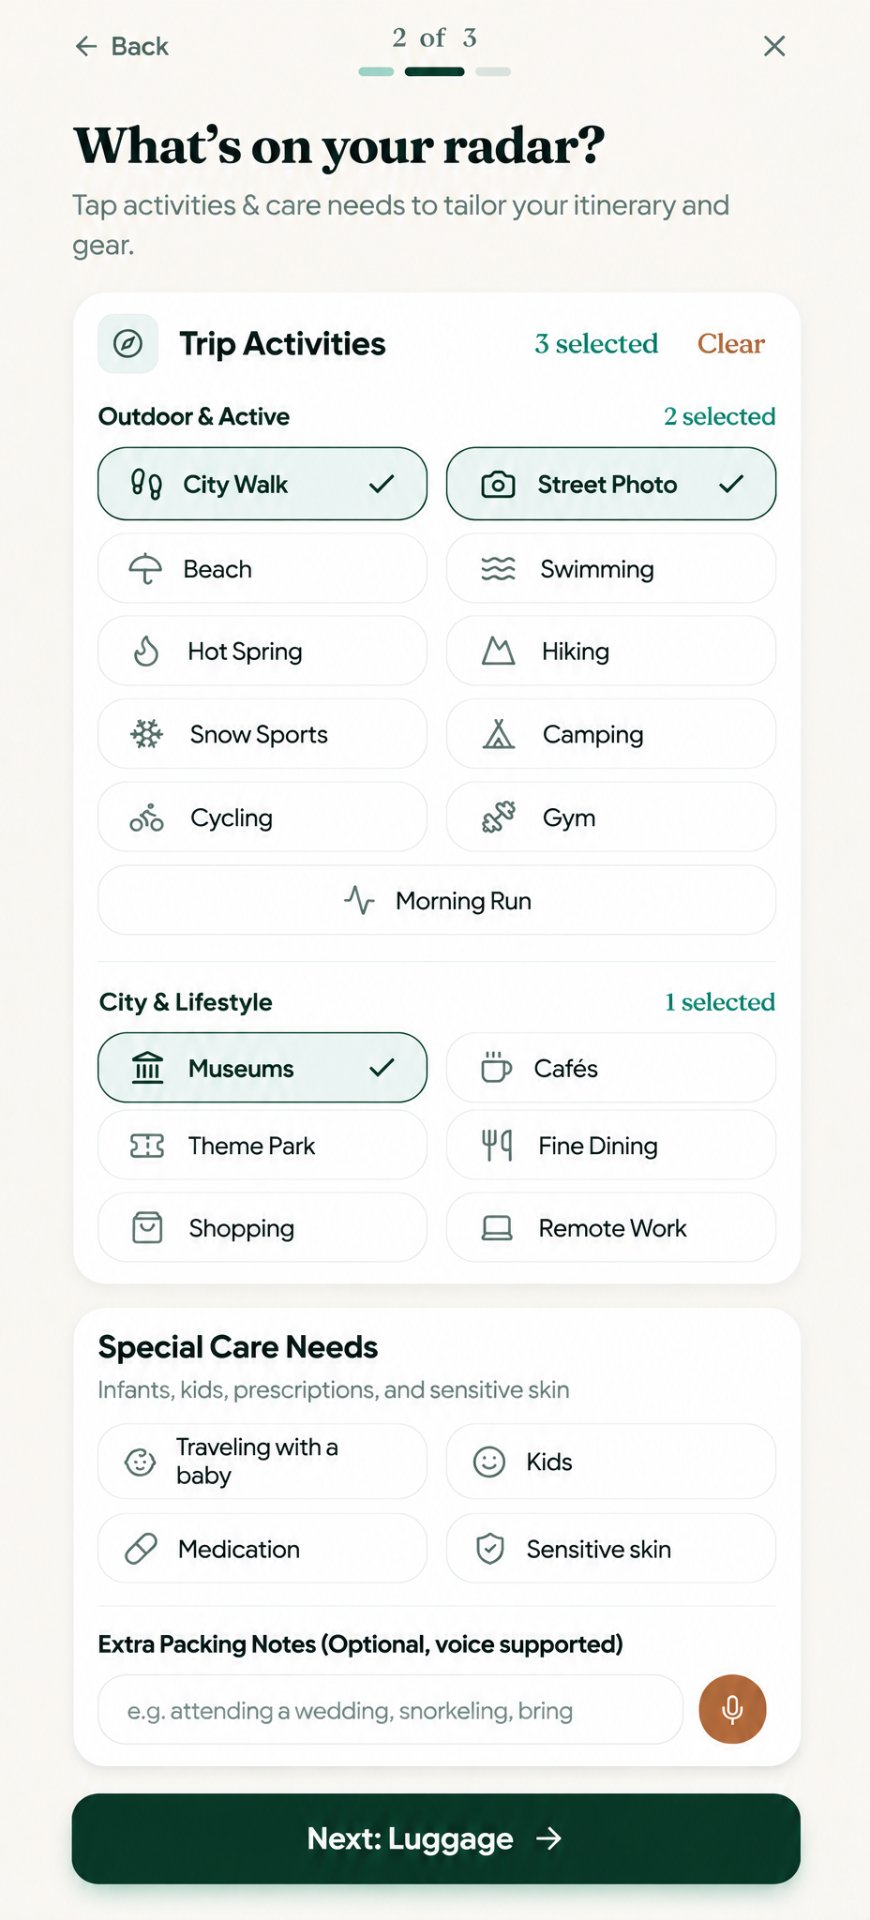 Back
2 of 3
What's on your radar?
Tap activities & care needs to tailor your itinerary and
gear.
Trip Activities
3 selected
Clear
Outdoor & Active
2 selected
City Walk
Street Photo
Beach
Swimming
Hot Spring
Hiking
Snow Sports
Camping
Cycling
Gym
Morning Run
City & Lifestyle
1 selected
Museums
Cafés
Theme Park
Fine Dining
Shopping
Remote Work
Special Care Needs
Infants, kids, prescriptions, and sensitive skin
Traveling with a
baby
Kids
Medication
Sensitive skin
Extra Packing Notes (Optional, voice supported)
e.g. attending a wedding, snorkeling, bring
Next: Luggage